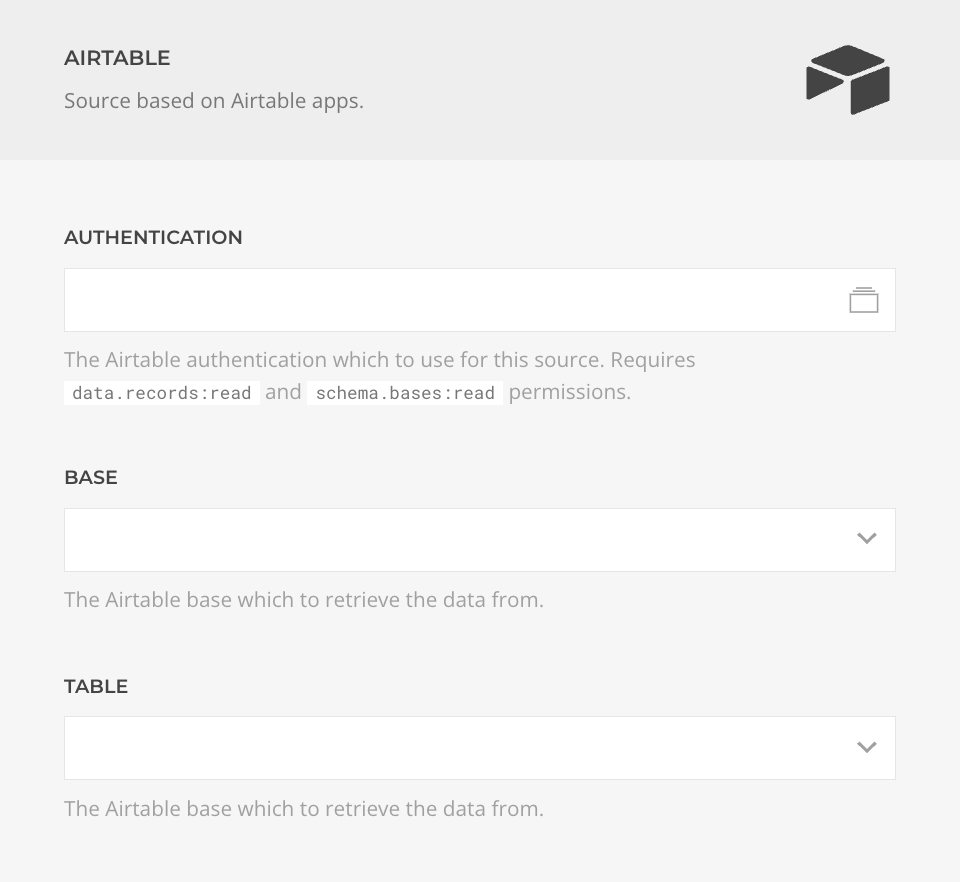 AIRTABLE
Source based on Airtable apps.
AUTHENTICATION
The Airtable authentication which to use for this source. Requires
data.records:read and schema.bases:read permissions.
BASE
The Airtable base which to retrieve the data from.
TABLE
The Airtable base which to retrieve the data from.